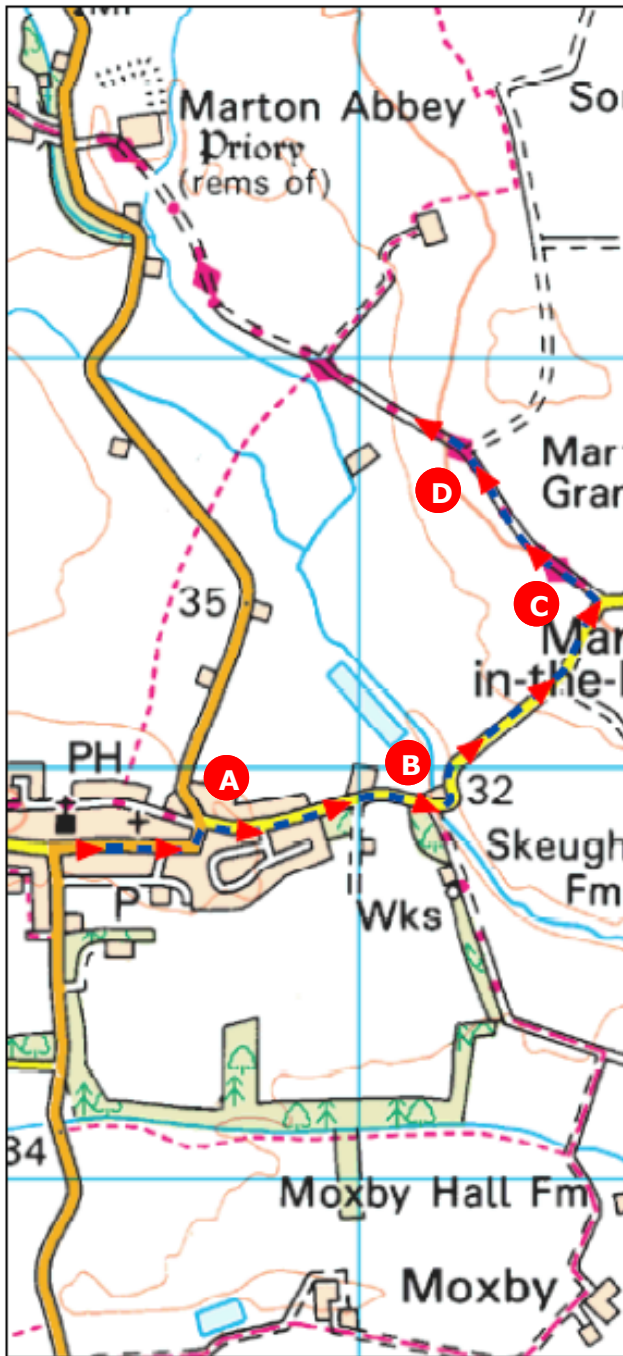 Marton Abbey
Priory
(rems of)
So
Mar
Gran
D
C
35
Mar
in-the-
A
PH
B
32
Skeugh
Fm
P
Wks
34
Moxby Hall Fm
Moxby